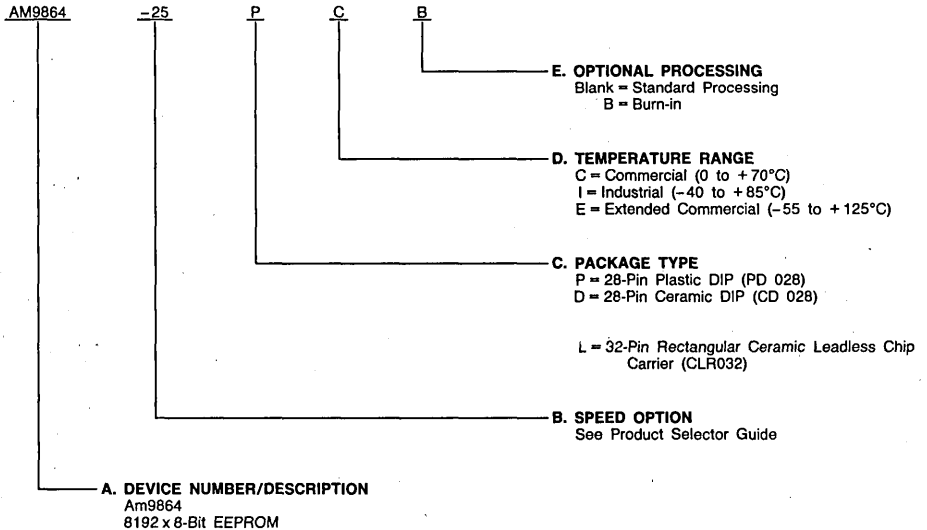 AM9864 -25 P C B
E. OPTIONAL PROCESSING
Blank = Standard Processing
B = Burn-in
D. TEMPERATURE RANGE
C = Commercial (0 to +70°C)
I = Industrial (-40 to +85°C)
E = Extended Commercial (-55 to +125°C)
C. PACKAGE TYPE
P = 28-Pin Plastic DIP (PD 028)
D = 28-Pin Ceramic DIP (CD 028)
L = 32-Pin Rectangular Ceramic Leadless Chip
Carrier (CLR032)
B. SPEED OPTION
See Product Selector Guide
A. DEVICE NUMBER/DESCRIPTION
Am9864
8192 x 8-Bit EEPROM